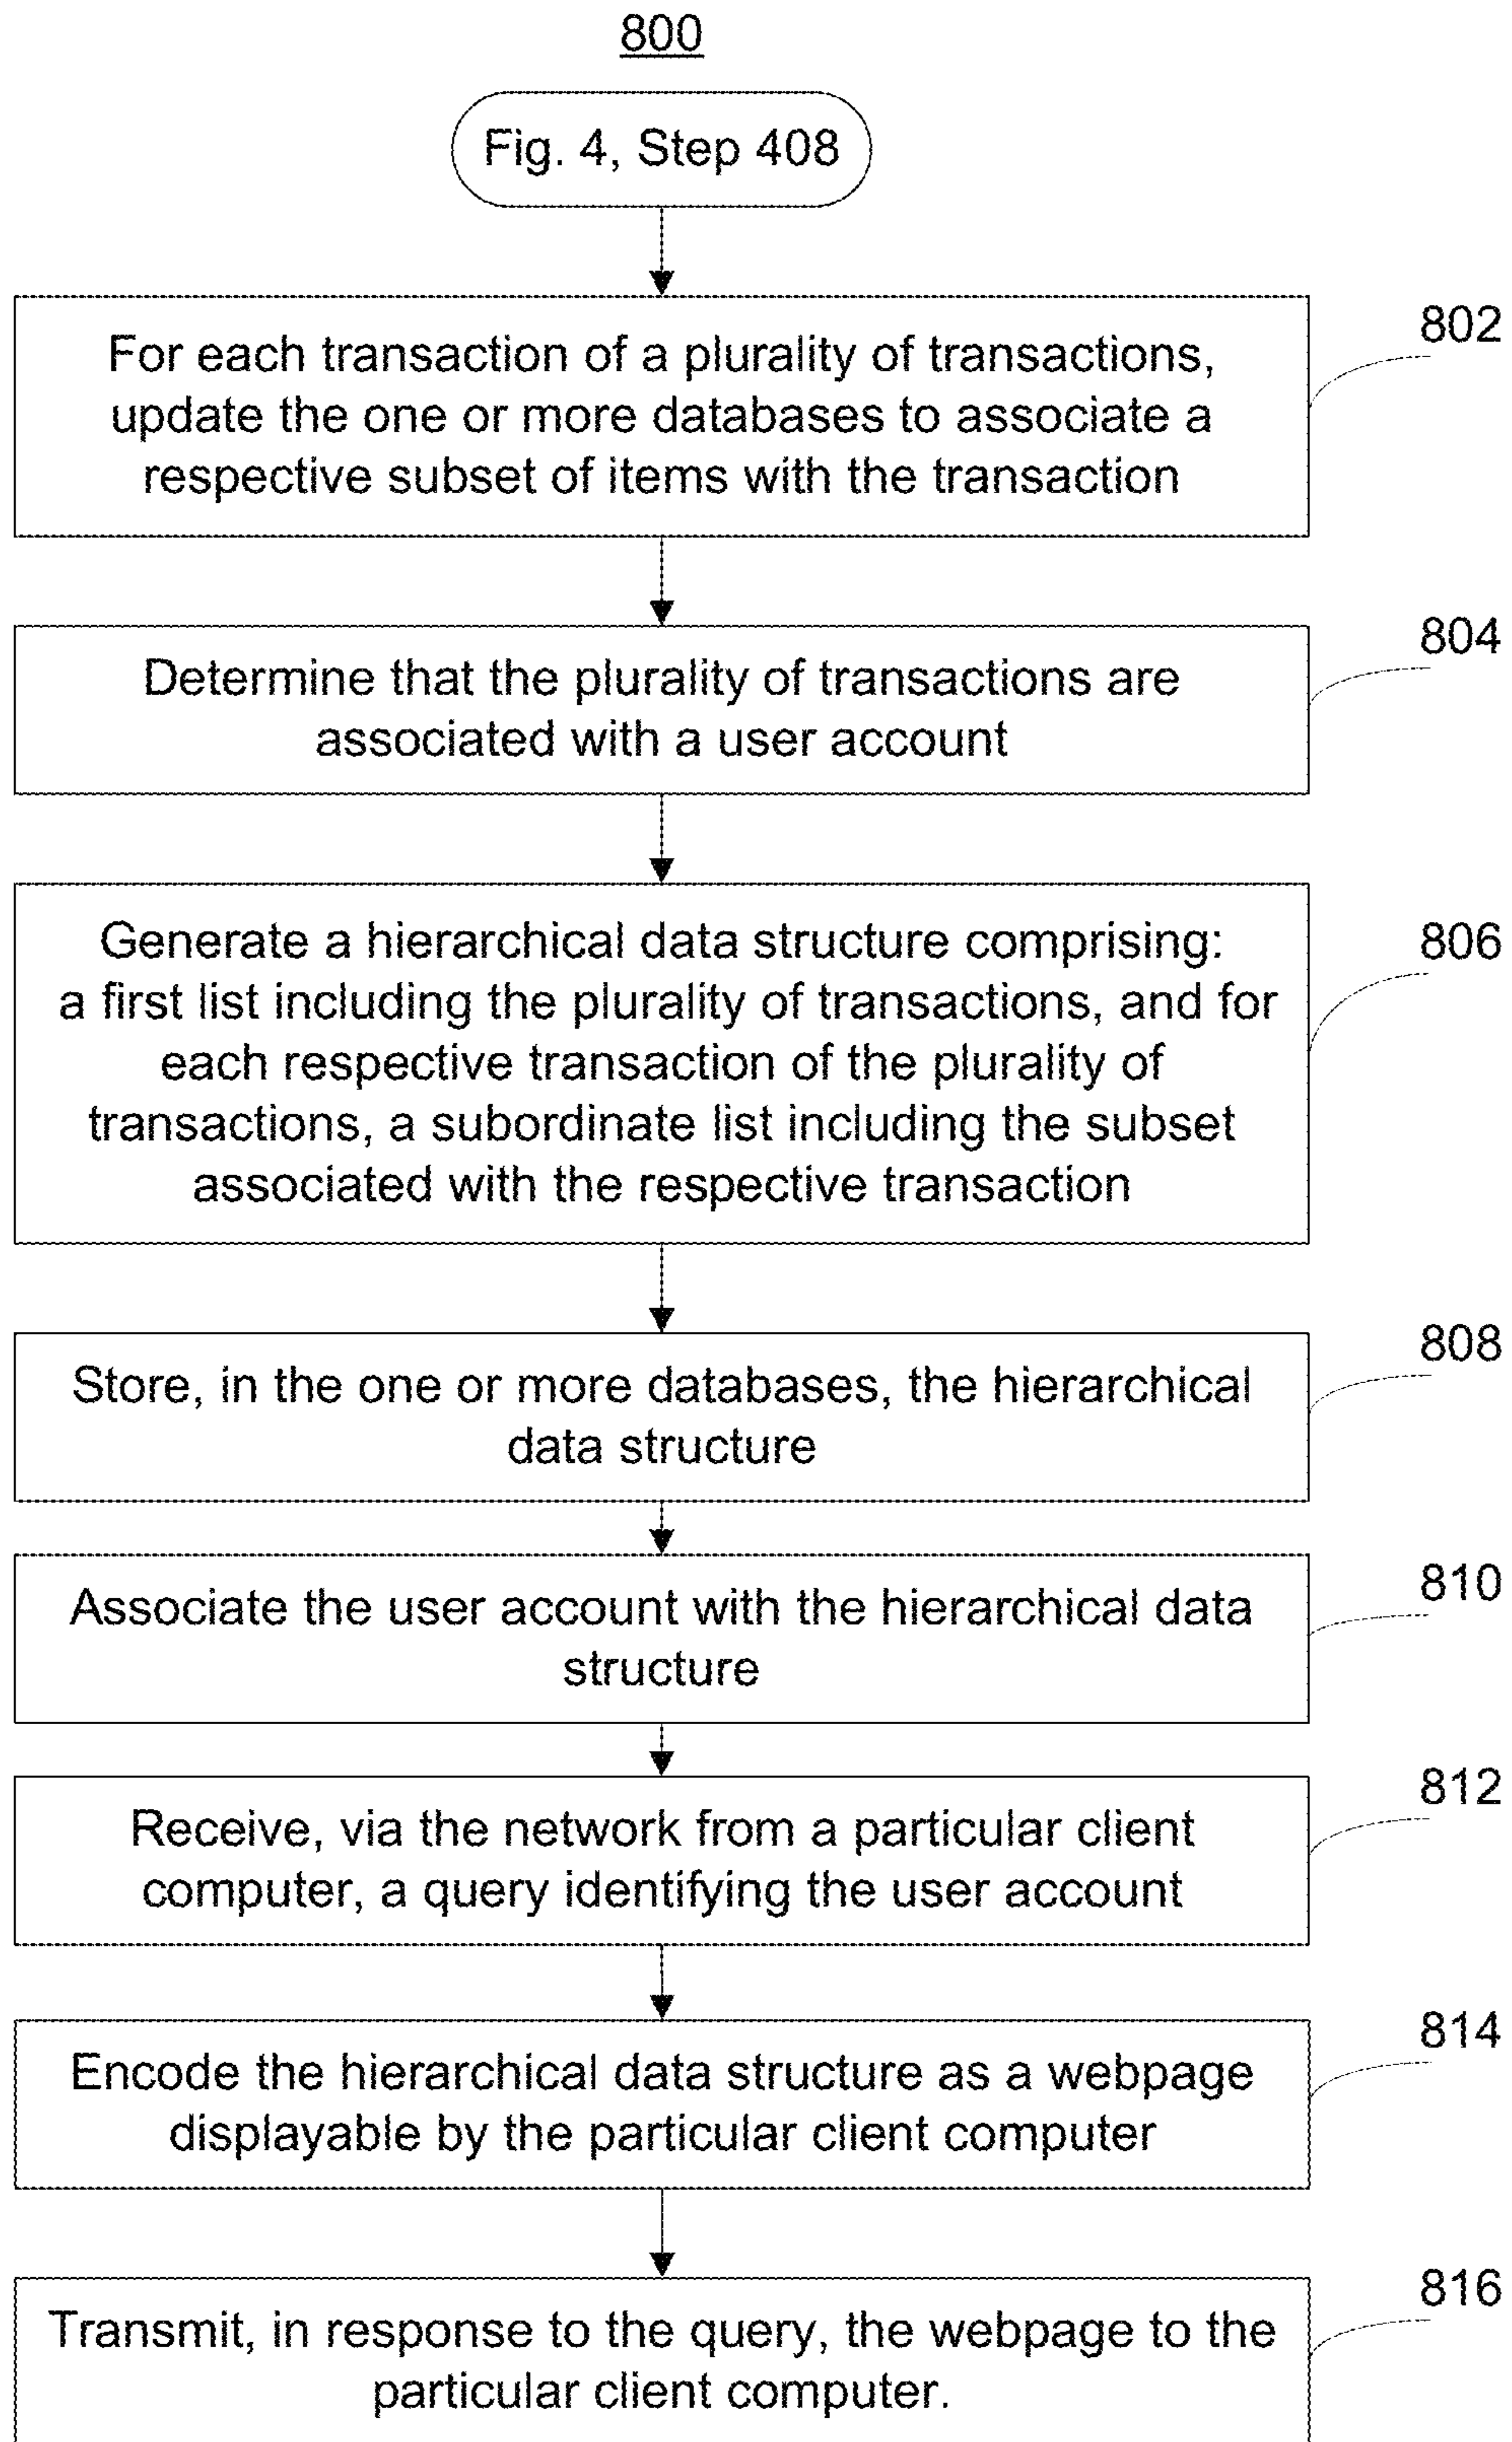 800
Fig. 4, Step 408
802
For each transaction of a plurality of transactions,
update the one or more databases to associate a
respective subset of items with the transaction
804
Determine that the plurality of transactions are
associated with a user account
806
Generate a hierarchical data structure comprising:
a first list including the plurality of transactions, and for
each respective transaction of the plurality of
transactions, a subordinate list including the subset
associated with the respective transaction
808
Store, in the one or more databases, the hierarchical
data structure
810
Associate the user account with the hierarchical data
structure
812
Receive, via the network from a particular client
computer, a query identifying the user account
814
Encode the hierarchical data structure as a webpage
displayable by the particular client computer
816
Transmit, in response to the query, the webpage to the
particular client computer.